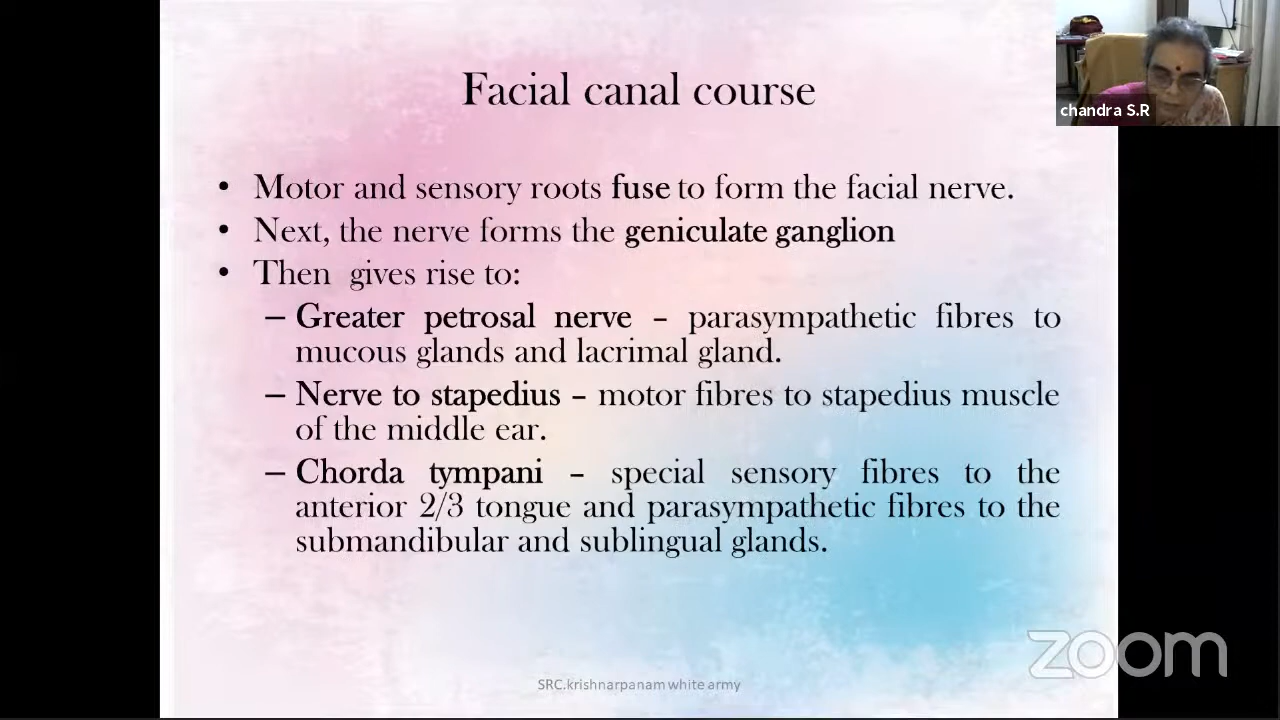 Facial canal course
chandra S.R
• Motor and sensory roots fuse to form the facial nerve.
• Next, the nerve forms the geniculate ganglion
• Then gives rise to:
– Greater petrosal nerve – parasympathetic fibres to
mucous glands and lacrimal gland.
– Nerve to stapedius – motor fibres to stapedius muscle
of the middle ear.
– Chorda tympani – special sensory fibres to the
anterior 2/3 tongue and parasympathetic fibres to the
submandibular and sublingual glands.
zoom
SRC.krishnarpanam white army